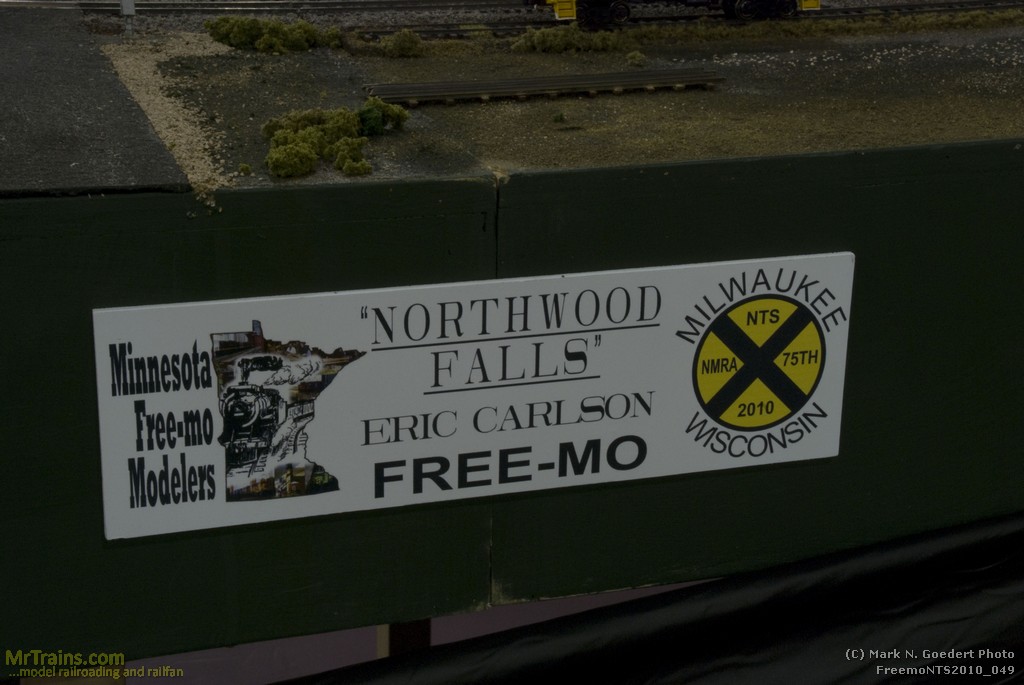 Minnesota
Free-mo
Modelers
"NORTHWOOD
FALLS"
ERIC CARLSON
FREE-MO
MILWAUKEE
NTS
NMRA 75TH
2010
WISCONSIN
MrTrains.com
...model railroading and railfan
(C) Mark N. Goedert Photo
FreemoNTS2010_049